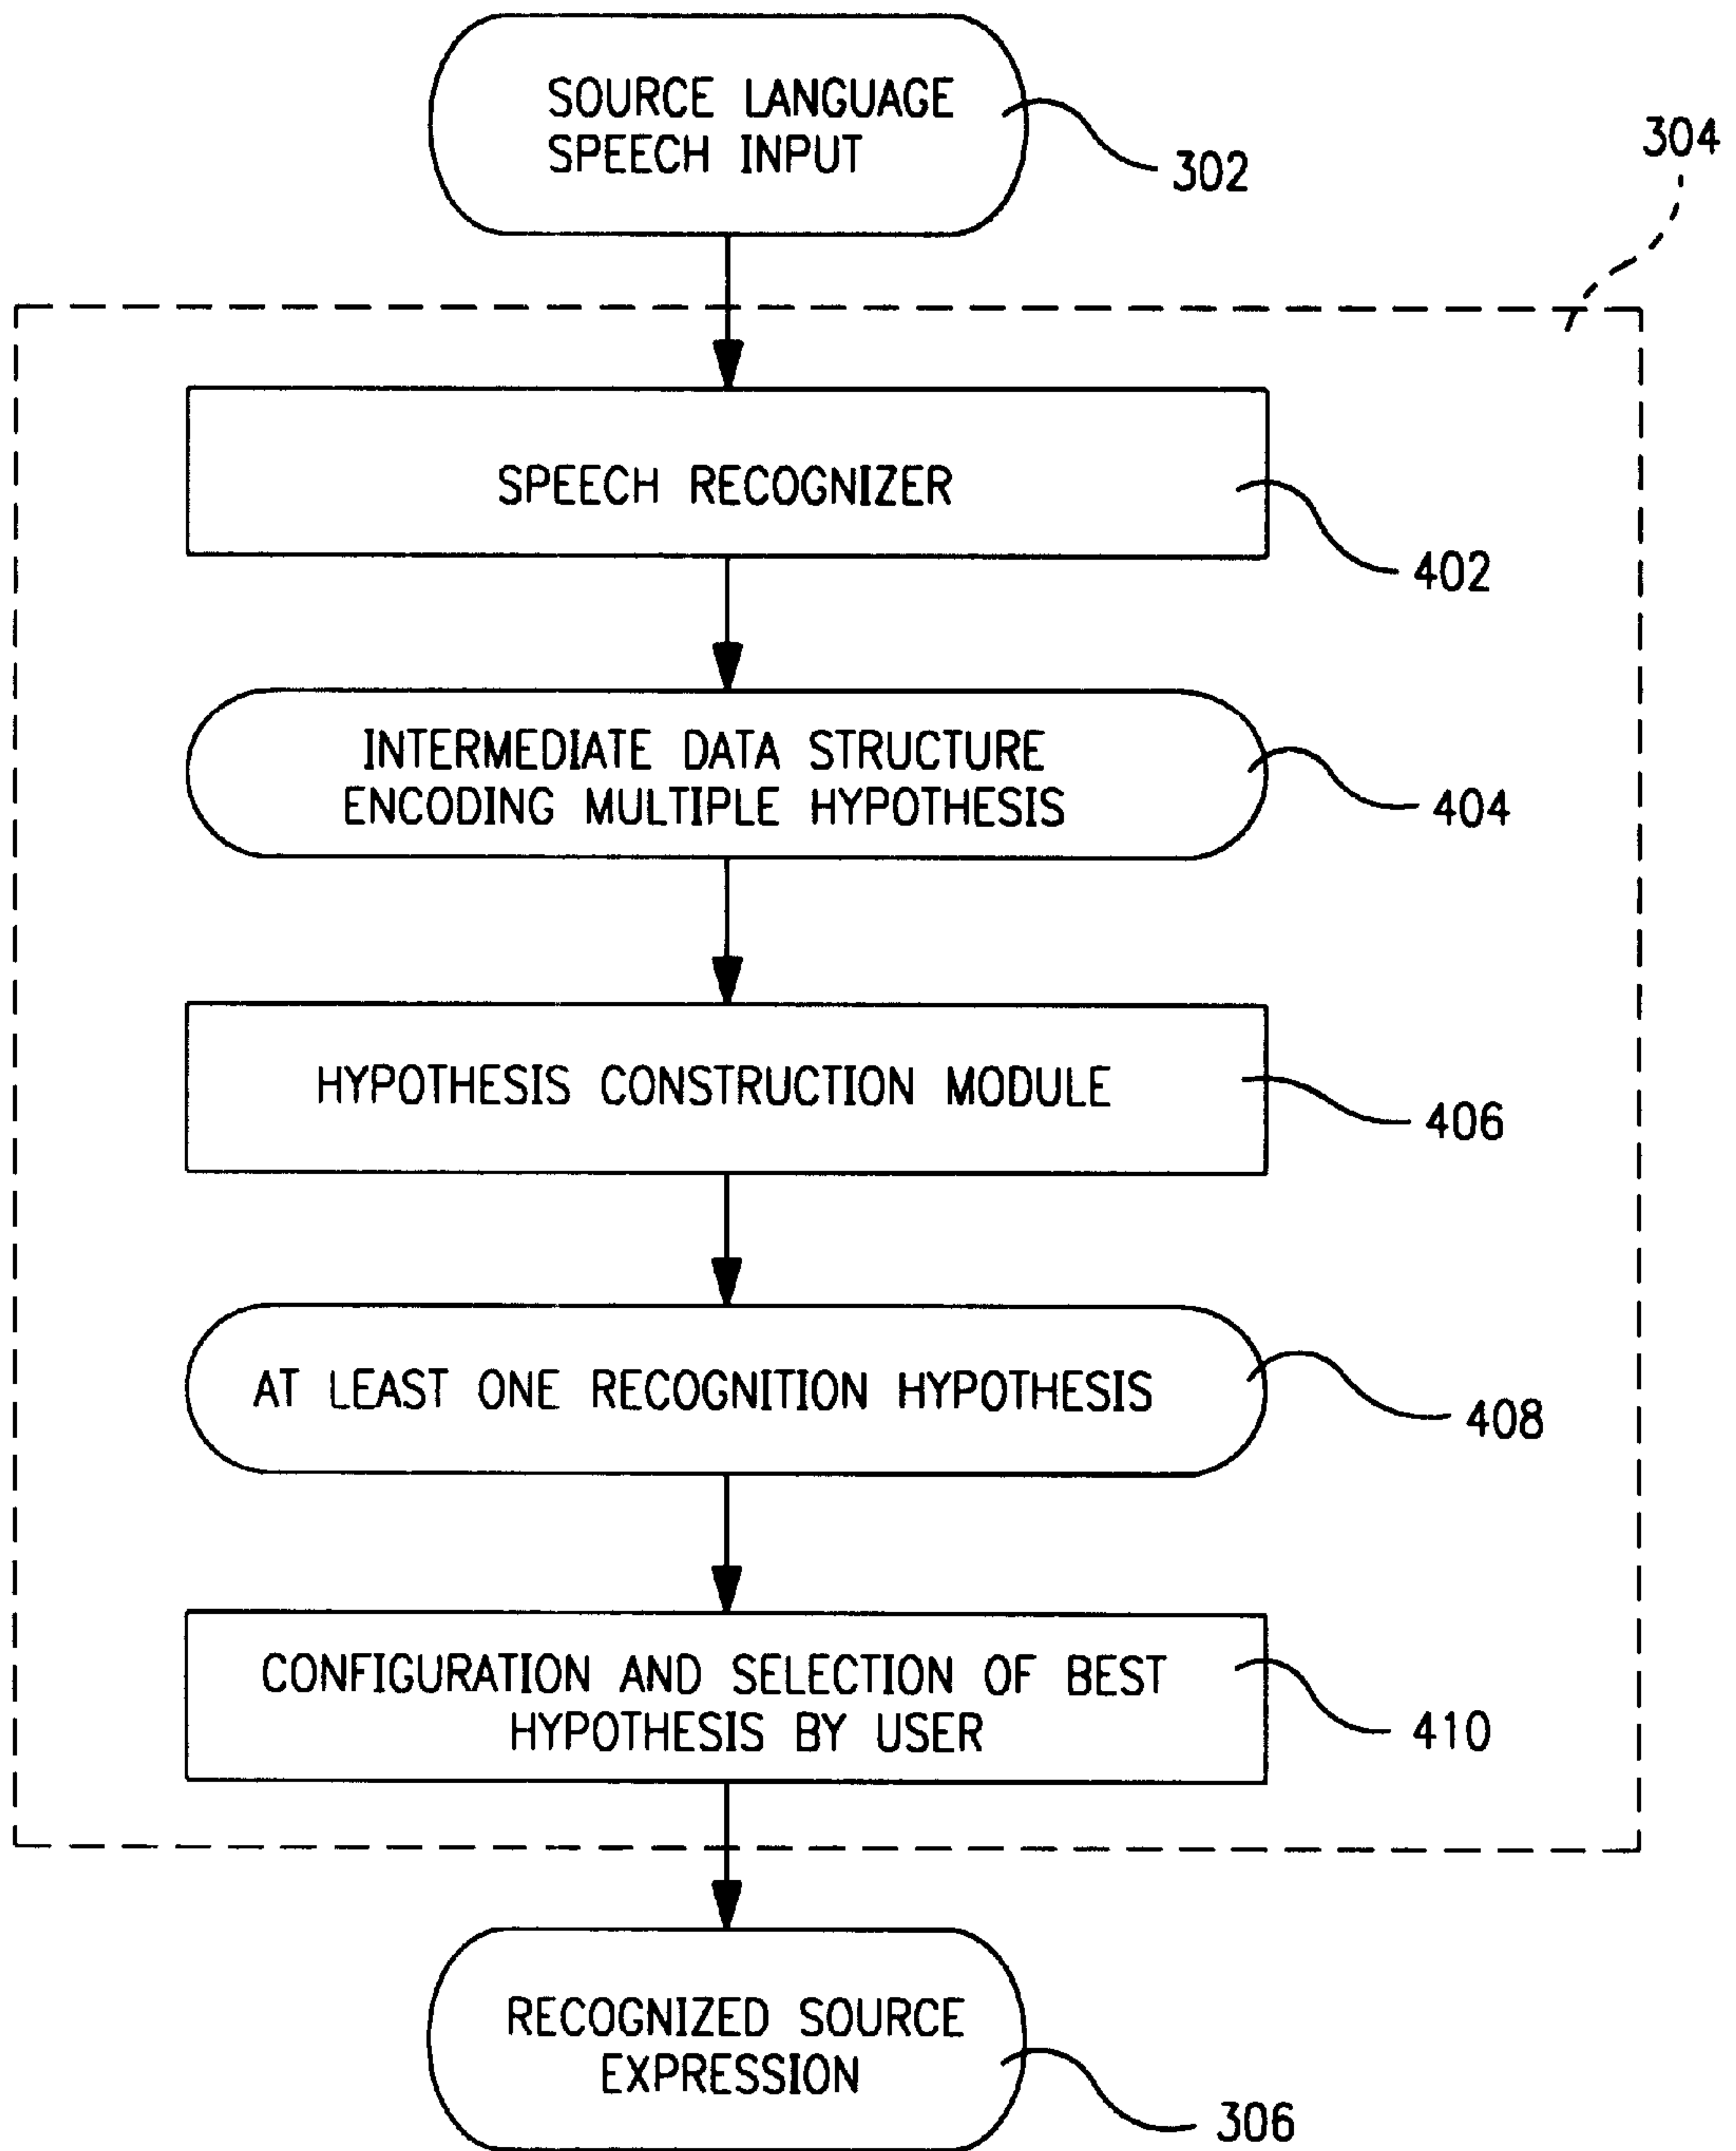 SOURCE LANGUAGE
SPEECH INPUT
302
304
SPEECH RECOGNIZER
402
INTERMEDIATE DATA STRUCTURE
ENCODING MULTIPLE HYPOTHESIS
404
HYPOTHESIS CONSTRUCTION MODULE
406
AT LEAST ONE RECOGNITION HYPOTHESIS
408
CONFIGURATION AND SELECTION OF BEST
HYPOTHESIS BY USER
410
RECOGNIZED SOURCE
EXPRESSION
306